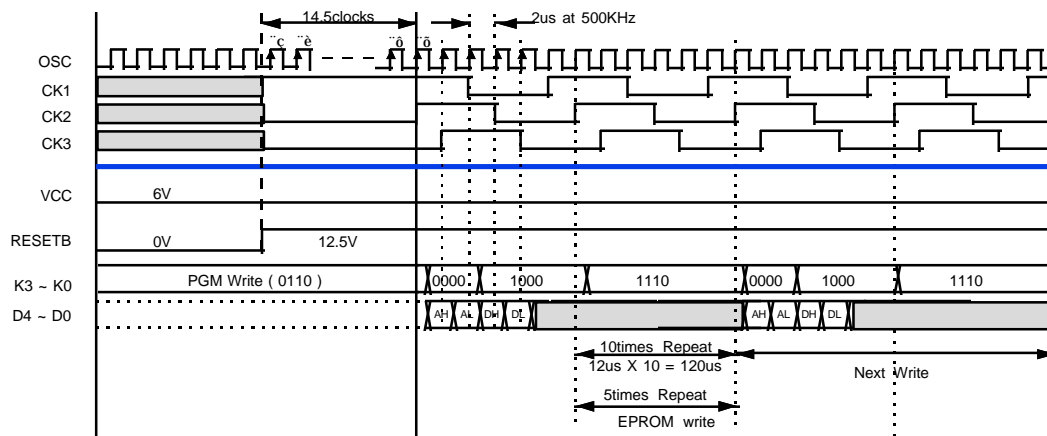 14.5clocks
2us at 500KHz
¨ç ¨è ¨ô ¨õ
OSC
CK1
CK2
CK3
VCC 6V
RESETB 0V 12.5V
K3 ~ K0 PGM Write ( 0110 ) 0000 1000 1110 0000 1000 1110
D4 ~ D0 AH AL DH DL AH AL DH DL
10times Repeat
12us X 10 = 120us
Next Write
5times Repeat
EPROM write